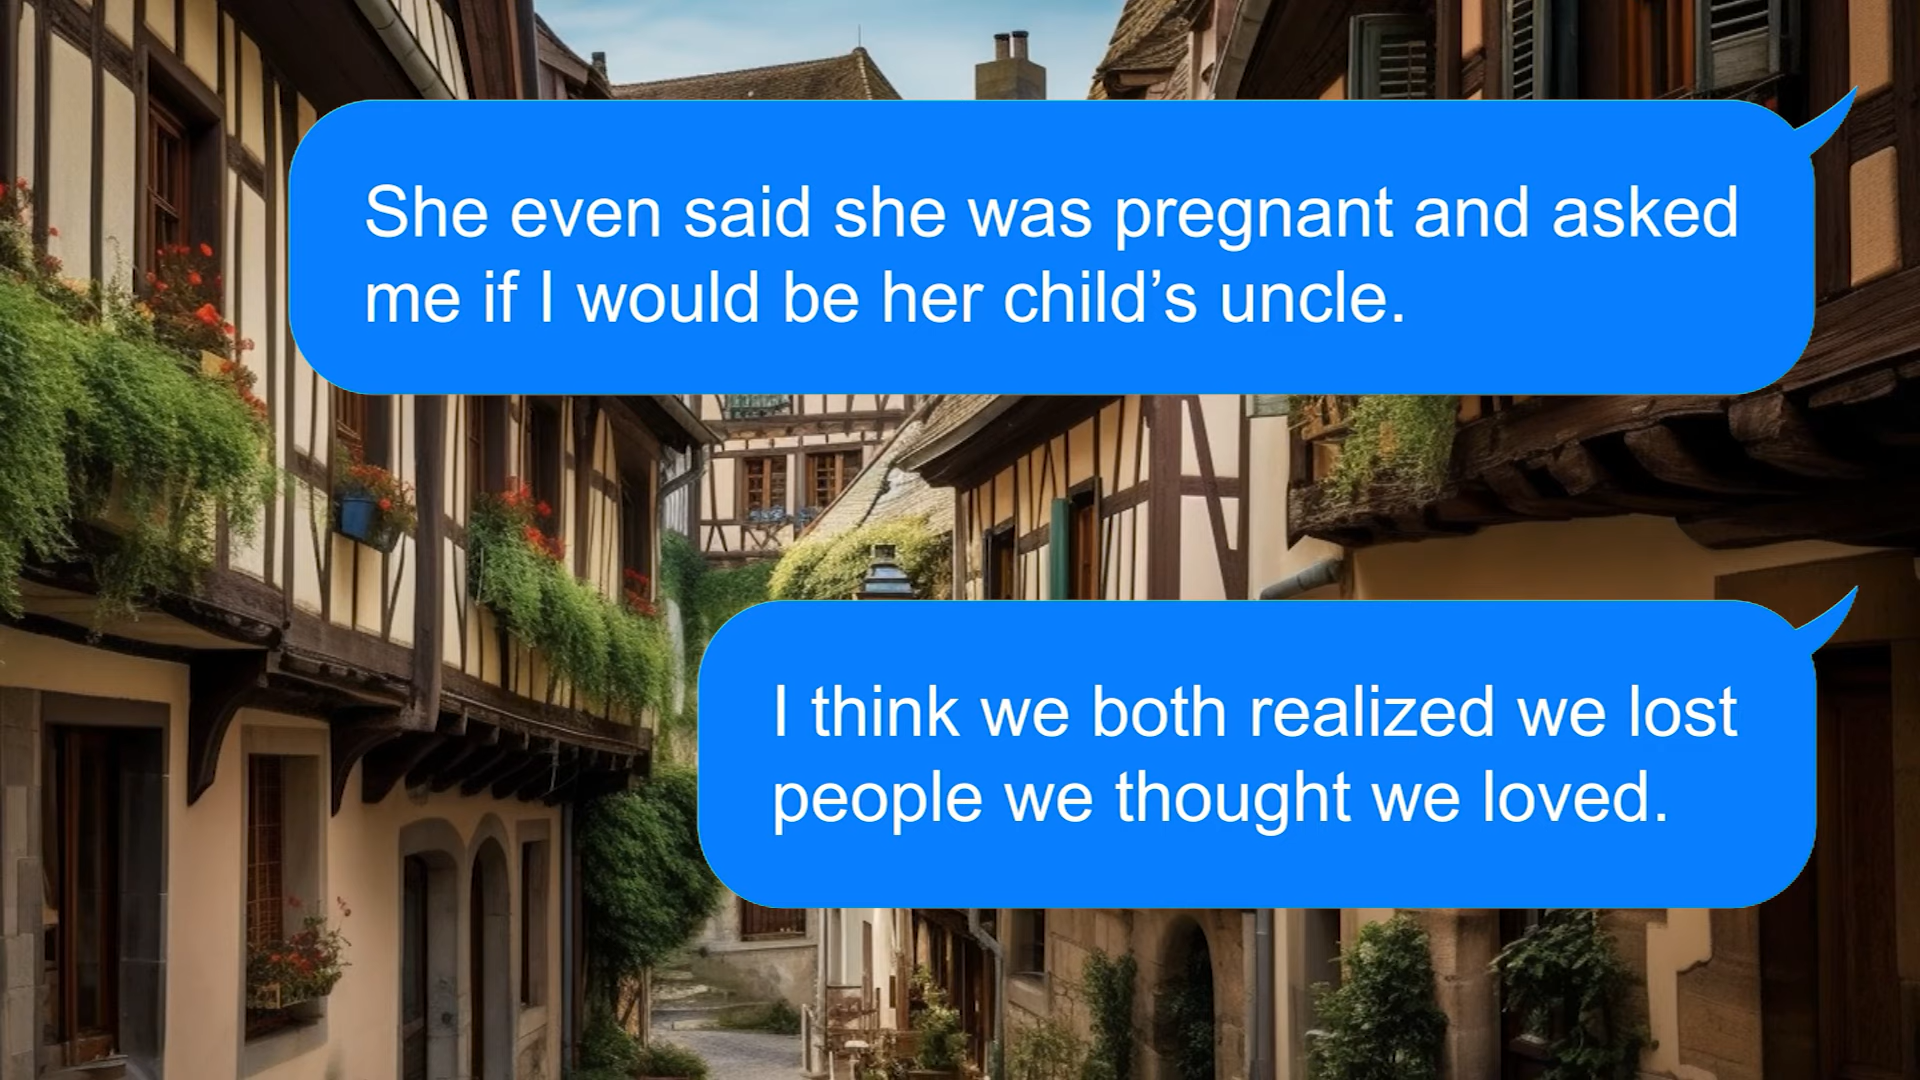 She even said she was pregnant and asked
me if I would be her child’s uncle.
I think we both realized we lost
people we thought we loved.